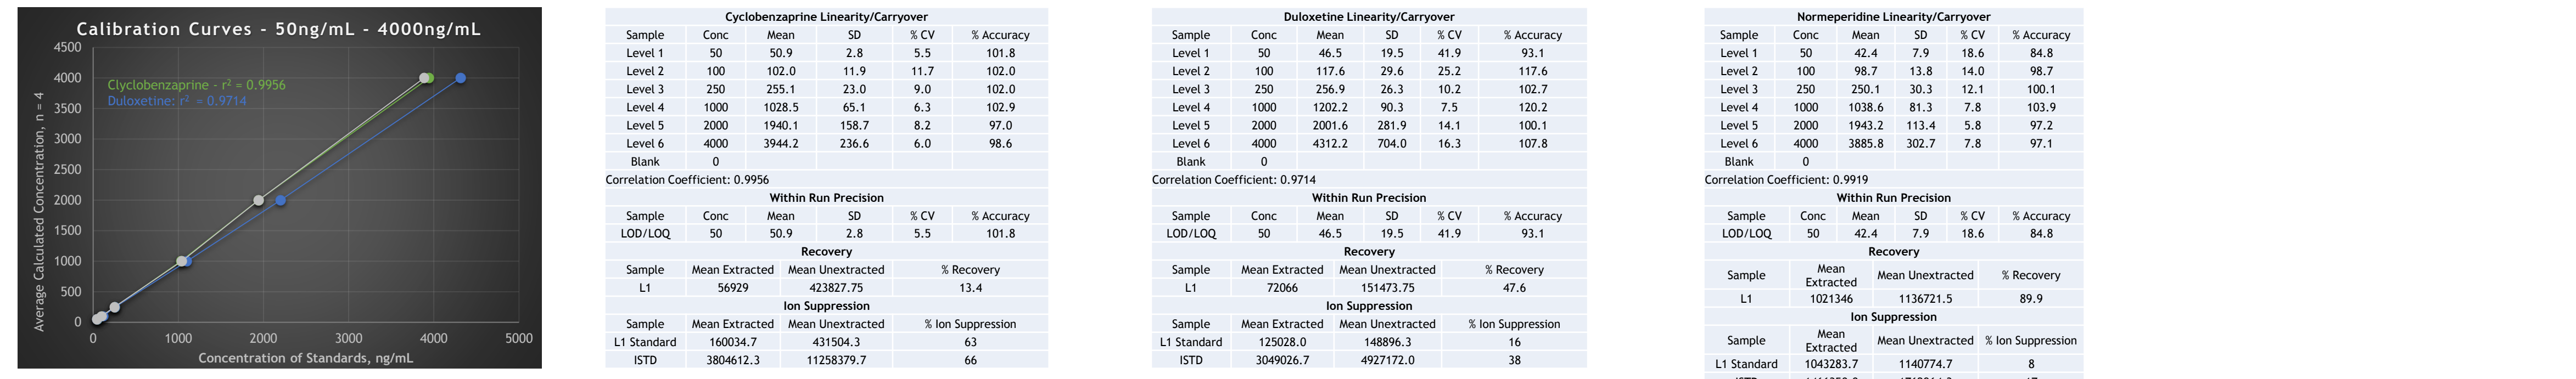 Calibration Curves - 50ng/mL - 4000ng/mL
4500
4000
3500
3000
2500
2000
1500
1000
500
0
Clyclobenzaprine - r² = 0.9956
Duloxetine: r² = 0.9714
Average Calculated Concentration, n = 4
0 1000 2000 3000 4000 5000
Concentration of Standards, ng/mL
Cyclobenzaprine Linearity/Carryover
Sample Conc Mean SD % CV % Accuracy
Level 1 50 50.9 2.8 5.5 101.8
Level 2 100 102.0 11.9 11.7 102.0
Level 3 250 255.1 23.0 9.0 102.0
Level 4 1000 1028.5 65.1 6.3 102.9
Level 5 2000 1940.1 158.7 8.2 97.0
Level 6 4000 3944.2 236.6 6.0 98.6
Blank 0
Correlation Coefficient: 0.9956
Within Run Precision
Sample Conc Mean SD % CV % Accuracy
LOD/LOQ 50 50.9 2.8 5.5 101.8
Recovery
Sample Mean Extracted Mean Unextracted % Recovery
L1 56929 423827.75 13.4
Ion Suppression
Sample Mean Extracted Mean Unextracted % Ion Suppression
L1 Standard 160034.7 431504.3 63
ISTD 3804612.3 11258379.7 66
Duloxetine Linearity/Carryover
Sample Conc Mean SD % CV % Accuracy
Level 1 50 46.5 19.5 41.9 93.1
Level 2 100 117.6 29.6 25.2 117.6
Level 3 250 256.9 26.3 10.2 102.7
Level 4 1000 1202.2 90.3 7.5 120.2
Level 5 2000 2001.6 281.9 14.1 100.1
Level 6 4000 4312.2 704.0 16.3 107.8
Blank 0
Correlation Coefficient: 0.9714
Within Run Precision
Sample Conc Mean SD % CV % Accuracy
LOD/LOQ 50 46.5 19.5 41.9 93.1
Recovery
Sample Mean Extracted Mean Unextracted % Recovery
L1 72066 151473.75 47.6
Ion Suppression
Sample Mean Extracted Mean Unextracted % Ion Suppression
L1 Standard 125028.0 148896.3 16
ISTD 3049026.7 4927172.0 38
Normeperidine Linearity/Carryover
Sample Conc Mean SD % CV % Accuracy
Level 1 50 42.4 7.9 18.6 84.8
Level 2 100 98.7 13.8 14.0 98.7
Level 3 250 250.1 30.3 12.1 100.1
Level 4 1000 1038.6 81.3 7.8 103.9
Level 5 2000 1943.2 113.4 5.8 97.2
Level 6 4000 3885.8 302.7 7.8 97.1
Blank 0
Correlation Coefficient: 0.9919
Within Run Precision
Sample Conc Mean SD % CV % Accuracy
LOD/LOQ 50 42.4 7.9 18.6 84.8
Recovery
Sample Mean Extracted Mean Unextracted % Recovery
L1 1021346 1136721.5 89.9
Ion Suppression
Sample Mean Extracted Mean Unextracted % Ion Suppression
L1 Standard 1043283.7 1140774.7 8